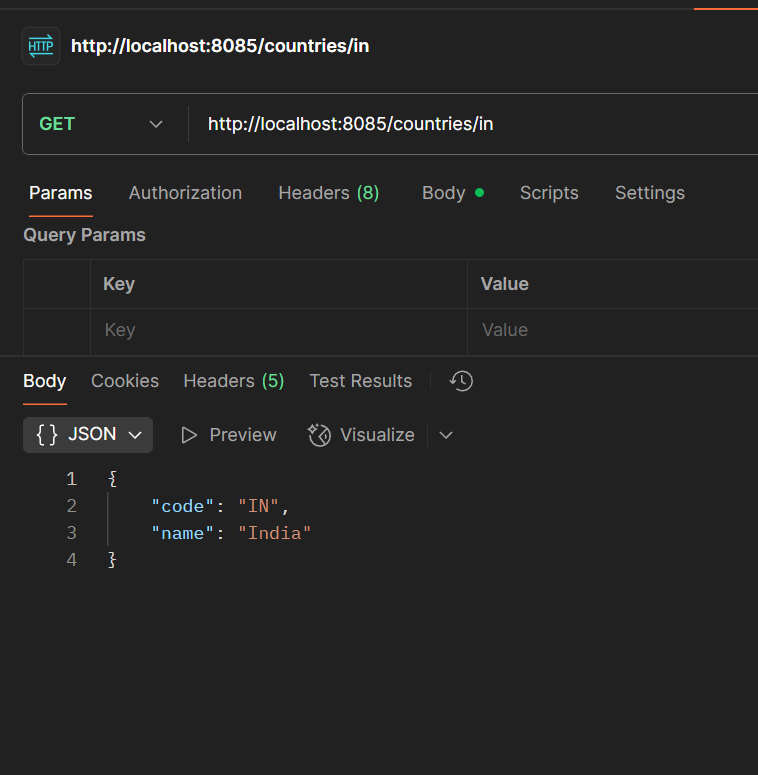 HTTP http://localhost:8085/countries/in
GET http://localhost:8085/countries/in
Params Authorization Headers (8) Body Scripts Settings
Query Params
Key Value
Key Value
Body Cookies Headers (5) Test Results
{} JSON Preview Visualize
1 {
2 "code": "IN",
3 "name": "India"
4 }